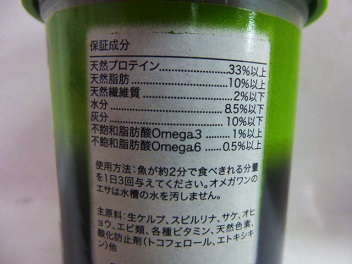 保証成分
天然プロテイン..................33%以上
天然脂肪..........................10%以上
天然繊維質........................2%以下
水分..............................8.5%以下
灰分................................10%以下
不飽和脂肪酸Omega3........1%以上
不飽和脂肪酸Omega6.....0.5%以上
使用方法:魚が約2分で食べきれる分量
を1日3回与えてください。オメガワンの
エサは水槽の水を汚しません。
主原料:生ケルプ、スピルリナ、サケ、オヒ
ョウ、エビ類、各種ビタミン、天然色素、
酸化防止剤(トコフェロール、エトキシキ
ン)他